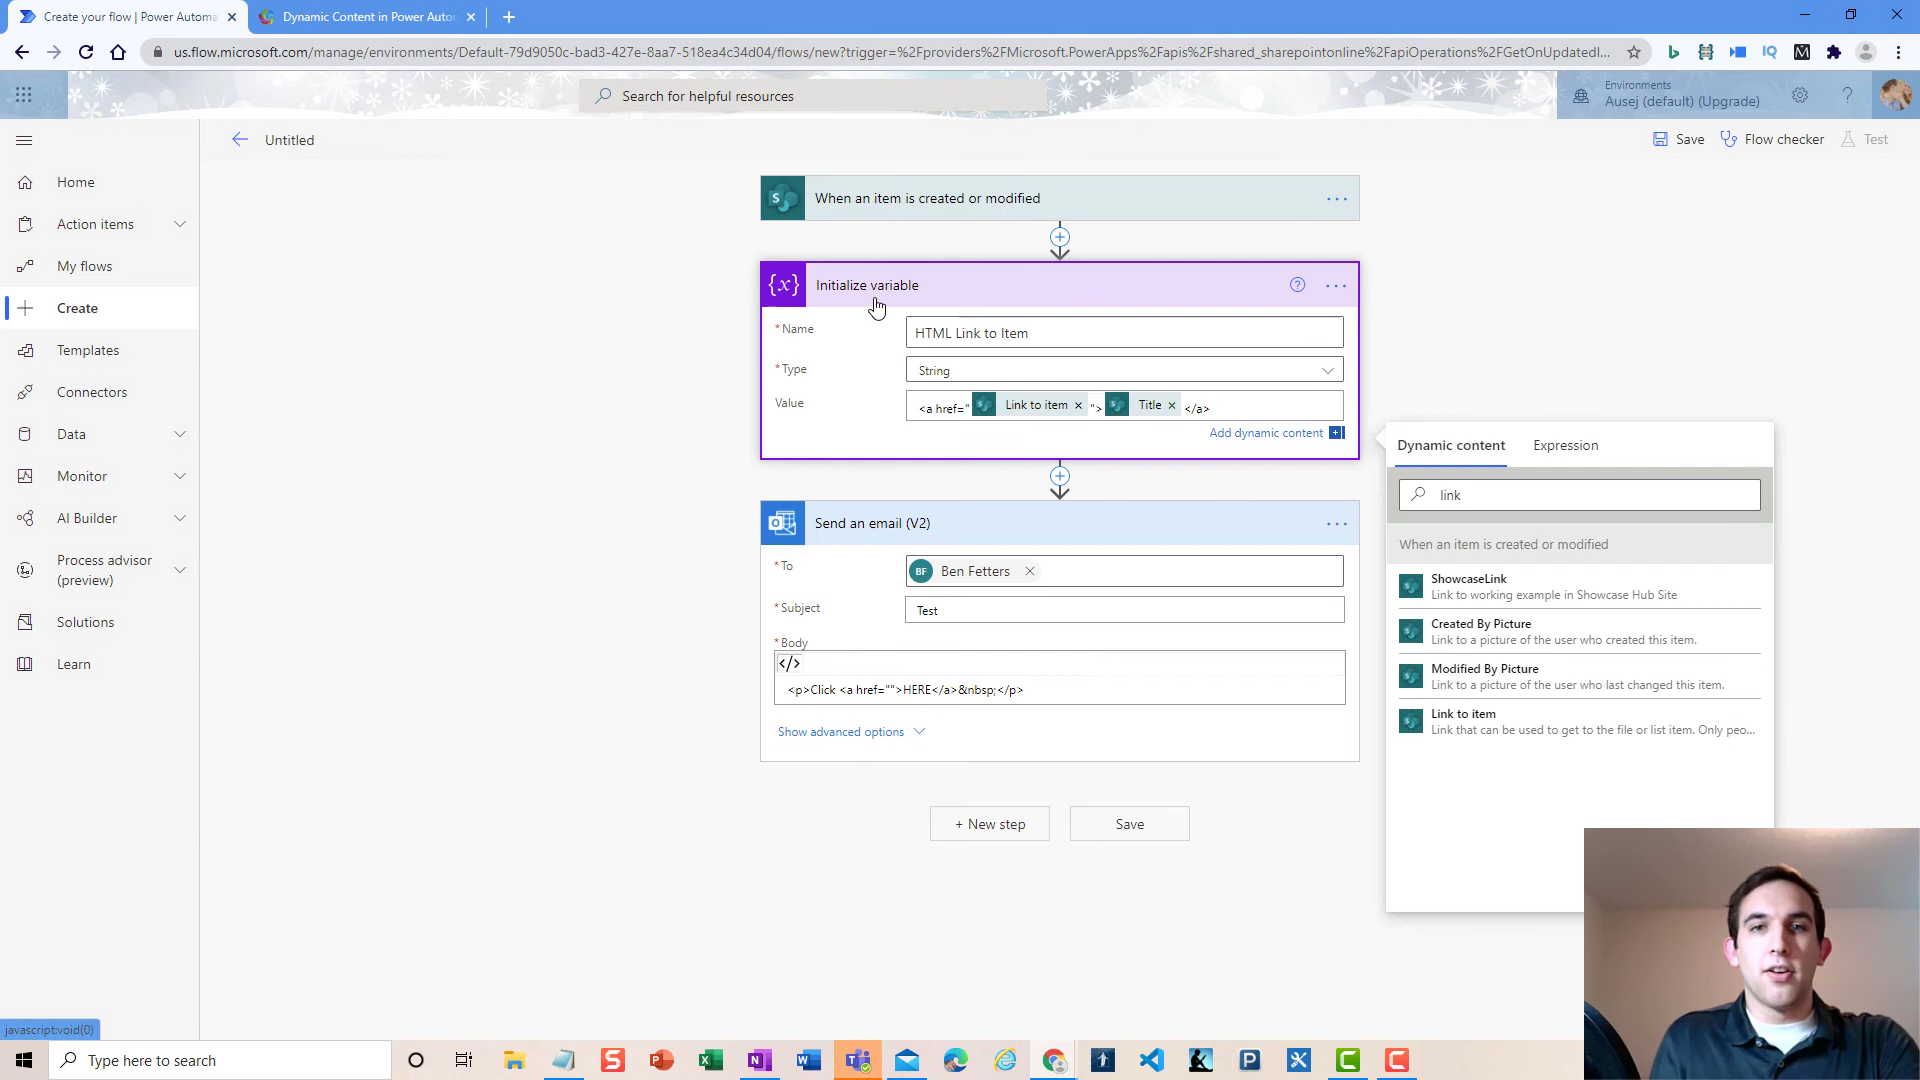 Create your flow | Power Automa
Dynamic Content in Power Autor
us.flow.microsoft.com/manage/environments/Default-79d9050c-bad3-427e-8aa7-518ea4c34d04/flows/new?trigger=%2Fproviders%2FMicrosoft.PowerApps%2Fapis%2Fshared_sharepointonline%2FapiOperations%2FGetOnUpdatedI...
Search for helpful resources
Environments
Ausej (default) (Upgrade)
Untitled
Save
Flow checker
Test
Home
Action items
My flows
Create
Templates
Connectors
Data
Monitor
AI Builder
Process advisor
(preview)
Solutions
Learn
When an item is created or modified
{x} Initialize variable
* Name
HTML Link to Item
* Type
String
Value
<a href=" Link to item × "> Title × </a>
Add dynamic content
Send an email (V2)
* To
BF Ben Fetters
* Subject
Test
* Body
</>
<p>Click <a href="">HERE</a>&nbsp;</p>
Show advanced options
+ New step
Save
Dynamic content
Expression
link
When an item is created or modified
ShowcaseLink
Link to working example in Showcase Hub Site
Created By Picture
Link to a picture of the user who created this item.
Modified By Picture
Link to a picture of the user who last changed this item.
Link to item
Link that can be used to get to the file or list item. Only peo...
javascript:void(0)
Type here to search